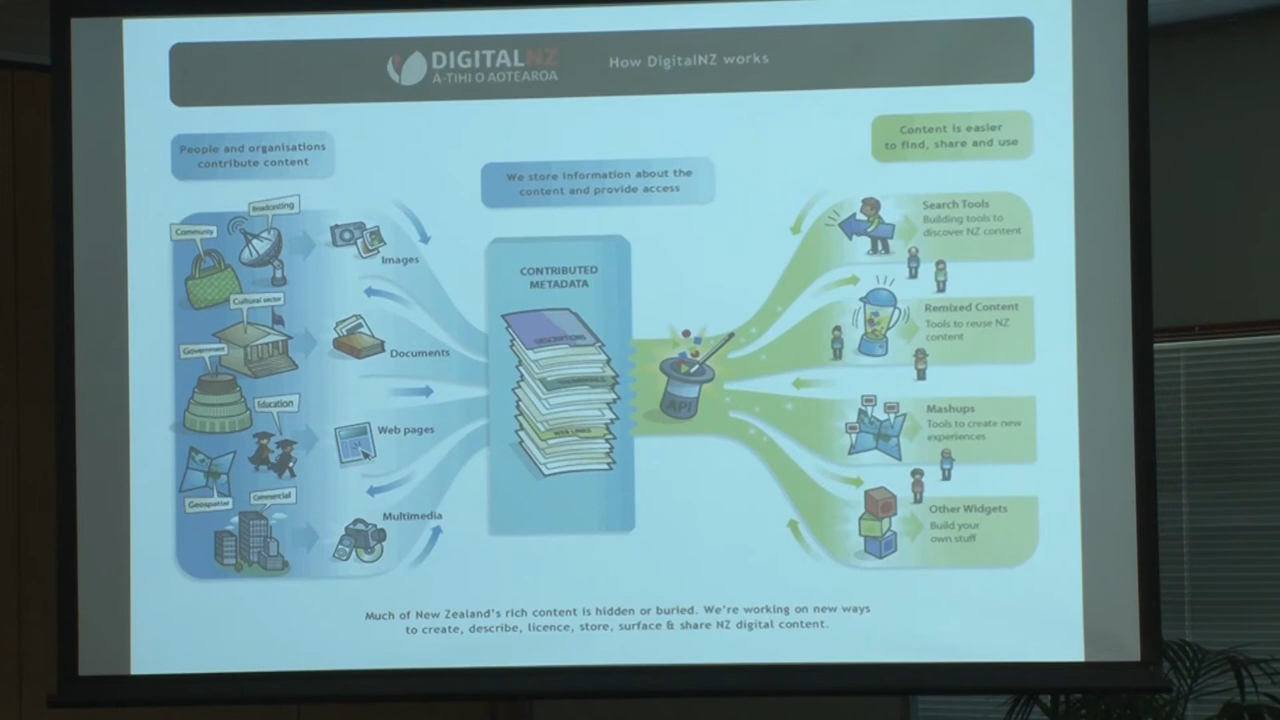 DIGITALNZ
A-TIHI O AOTEAROA
How DigitalNZ works
People and organisations
contribute content
We store information about the
content and provide access
Content is easier
to find, share and use
Broadcasting
Community
Cultural sector
Government
Education
Geospatial
Commercial
Images
Documents
Web pages
Multimedia
CONTRIBUTED
METADATA
DESCRIPTIONS
WEB LINKS
API
Search Tools
Building tools to
discover NZ content
Remixed Content
Tools to reuse NZ
content
Mashups
Tools to create new
experiences
Other Widgets
Build your
own stuff
Much of New Zealand's rich content is hidden or buried. We're working on new ways
to create, describe, licence, store, surface & share NZ digital content.